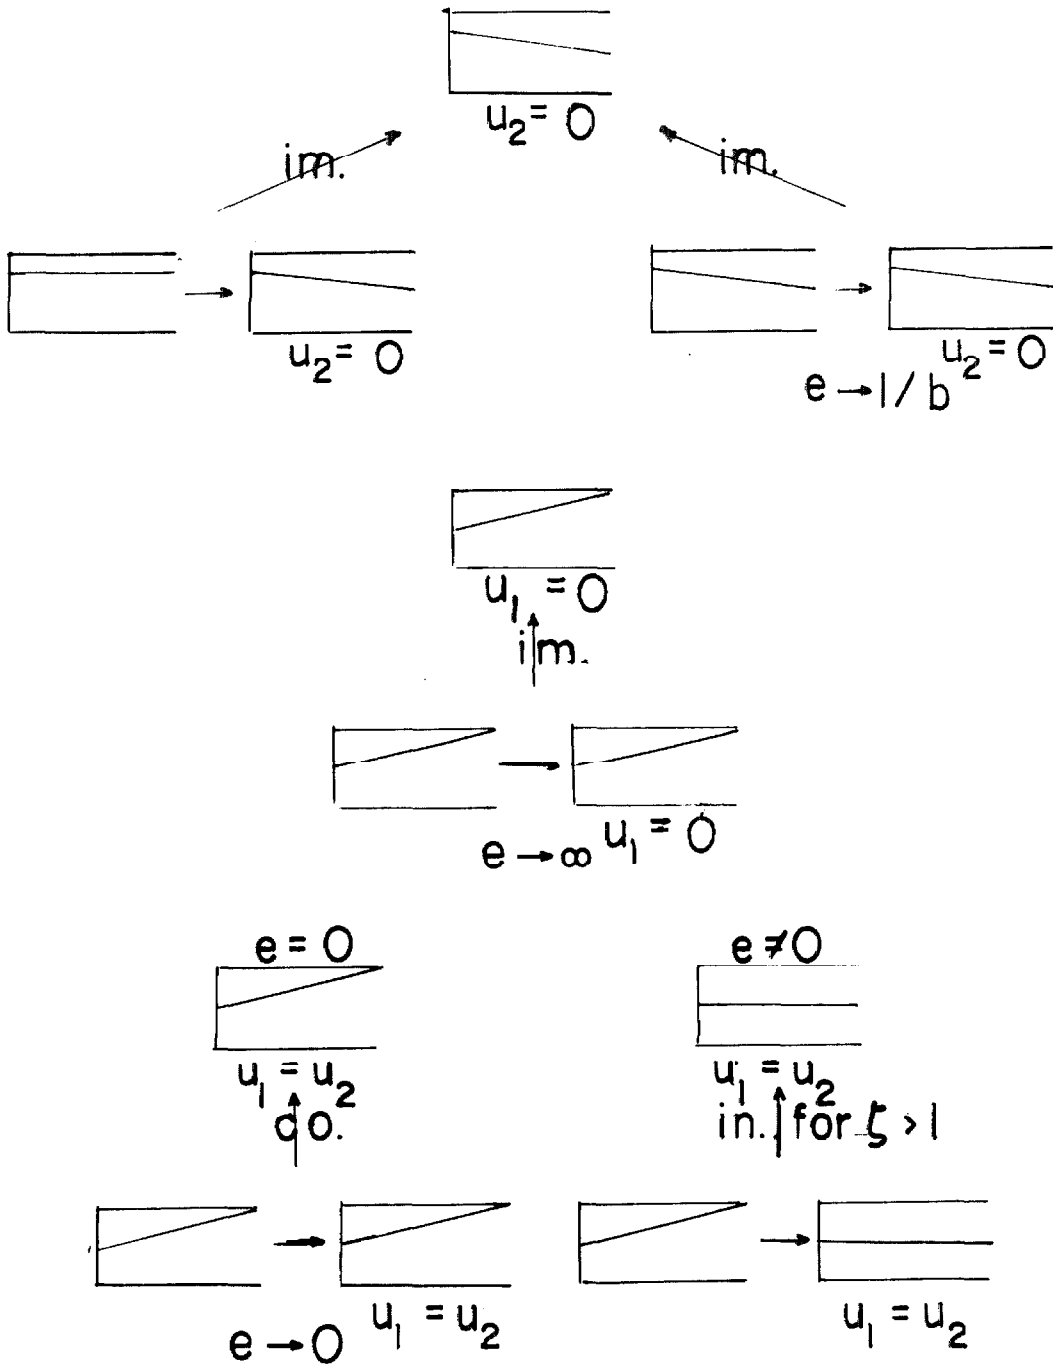 u₂ = 0
im.
im.
u₂ = 0
u₂ = 0
e → 1/b
u₁ = 0
im.
u₁ = 0
e → ∞
e = 0
e ≠ 0
u₁ = u₂
u₁ = u₂
co.
in. for ζ > 1
u₁ = u₂
u₁ = u₂
e → 0